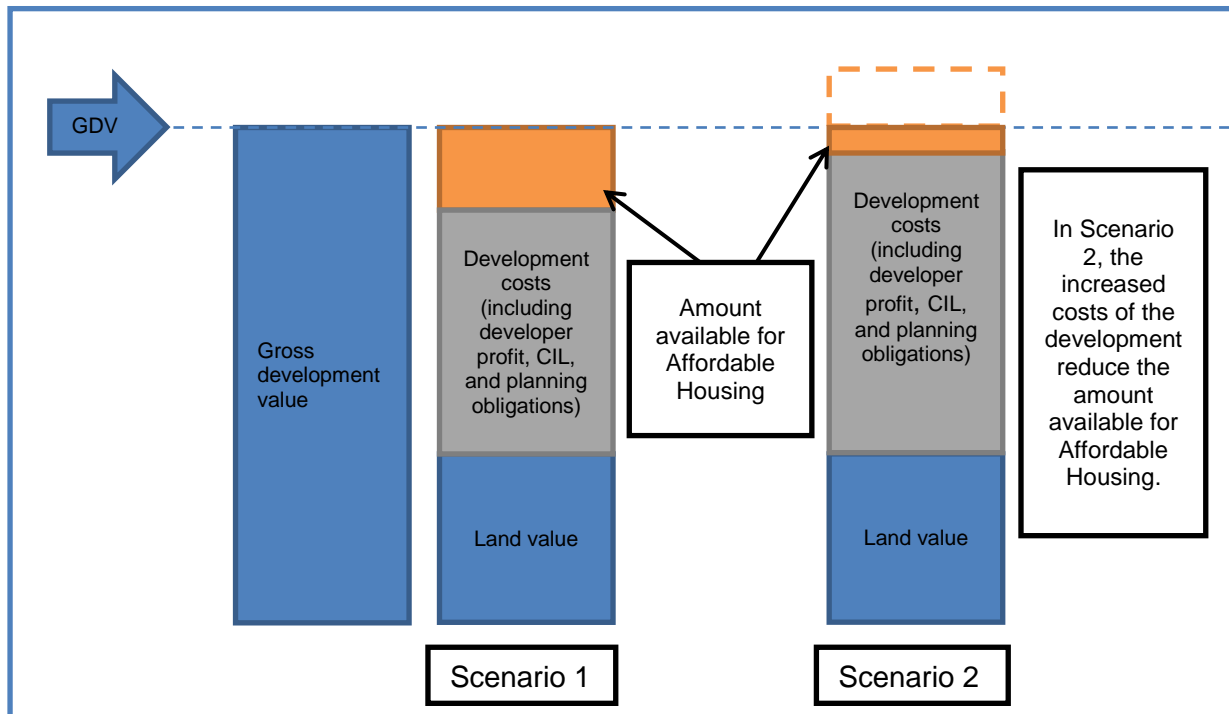 GDV
Gross
development
value
Development
costs
(including
developer
profit, CIL,
and planning
obligations)
Land value
Scenario 1
Amount
available for
Affordable
Housing
Development
costs
(including
developer
profit, CIL,
and planning
obligations)
Land value
Scenario 2
In Scenario
2, the
increased
costs of the
development
reduce the
amount
available for
Affordable
Housing.